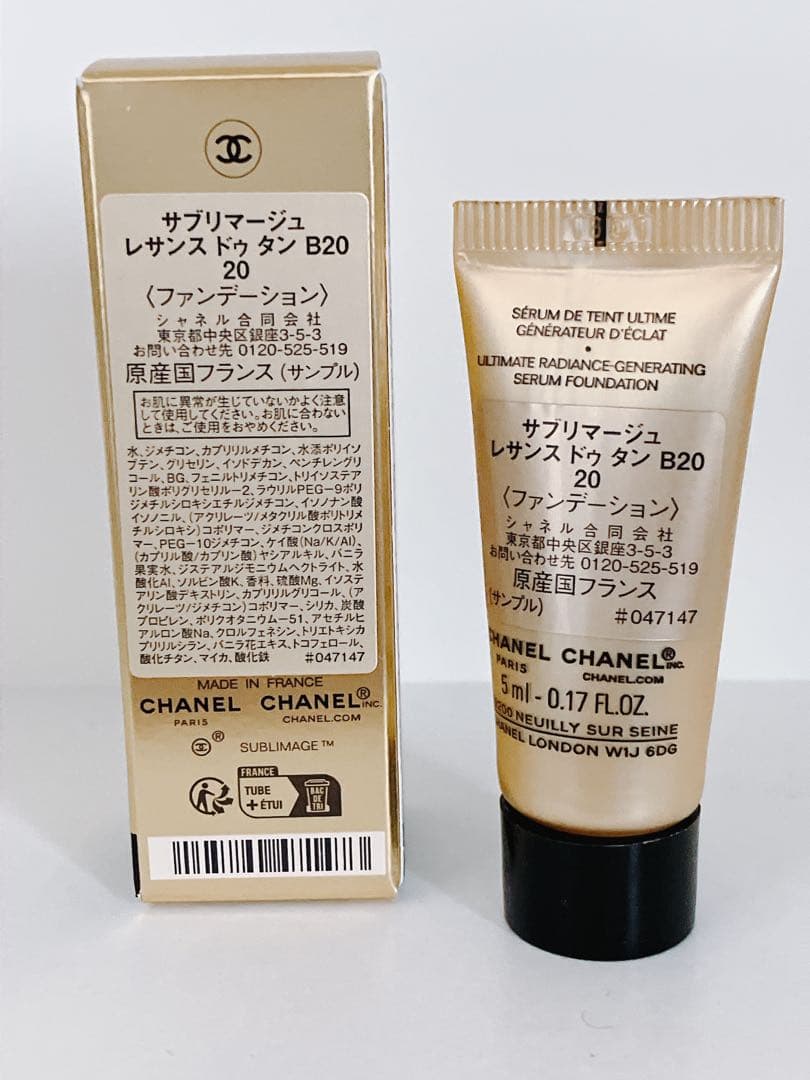 サブリマージュ
レサンス ドゥ タン B20
20
〈ファンデーション〉
シャネル合同会社
東京都中央区銀座3-5-3
お問い合わせ先 0120-525-519
原産国フランス(サンプル)
お肌に異常が生じていないかよく注意
して使用してください。お肌に合わない
ときは、ご使用をおやめください。
水、ジメチコン、カプリリルメチコン、水添ポリイソ
ブテン、グリセリン、イソドデカン、ペンチレングリ
コール、BG、フェニルトリメチコン、トリイソステア
リン酸ポリグリセリル-2、ラウリルPEG-9ポリ
ジメチルシロキシエチルジメチコン、イソノナン酸
イソノニル、(アクリレーツ/メタクリル酸ポリトリメ
チルシロキシ)コポリマー、ジメチコンクロスポリ
マー、PEG-10ジメチコン、ケイ酸(Na/K/Al)、
(カプリル酸/カプリン酸)ヤシアルキル、バニラ
果実水、ジステアルジモニウムヘクトライト、水
酸化Al、ソルビン酸K、香料、硫酸Mg、イソステ
アリン酸デキストリン、カプリリルグリコール、(ア
クリレーツ/ジメチコン)コポリマー、シリカ、炭酸
プロピレン、ポリクオタニウム-51、アセチルヒ
アルロン酸Na、クロルフェネシン、トリエトキシカ
プリリルシラン、バニラ花エキス、トコフェロール、
酸化チタン、マイカ、酸化鉄 #047147
MADE IN FRANCE
CHANEL CHANEL® INC.
PARIS CHANEL.COM
® SUBLIMAGE™
FRANCE
TUBE
+ ÉTUI
BAC
DE
TRI
SÉRUM DE TEINT ULTIME
GÉNÉRATEUR D'ÉCLAT
•
ULTIMATE RADIANCE-GENERATING
SERUM FOUNDATION
サブリマージュ
レサンス ドゥ タン B20
20
〈ファンデーション〉
シャネル合同会社
東京都中央区銀座3-5-3
お問い合わせ先 0120-525-519
原産国フランス
(サンプル) #047147
CHANEL CHANEL® INC.
PARIS CHANEL.COM
5 ml - 0.17 FL.OZ.
NEUILLY SUR SEINE
CHANEL LONDON W1J 6DG